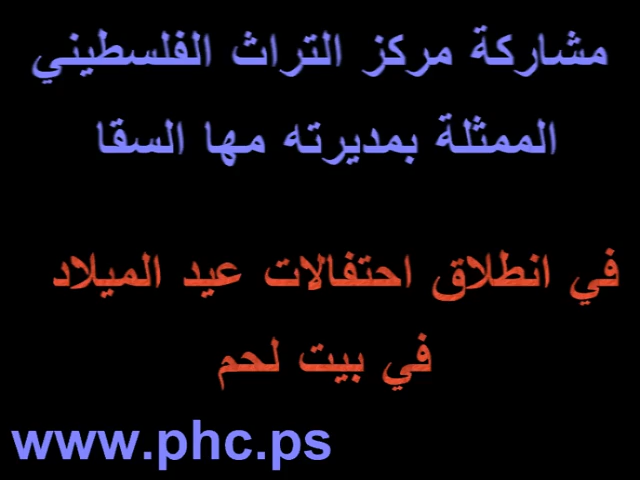 مشاركة مركز التراث الفلسطيني
الممثلة بمديرته مها السقا
في انطلاق احتفالات عيد الميلاد
في بيت لحم
www.phc.ps